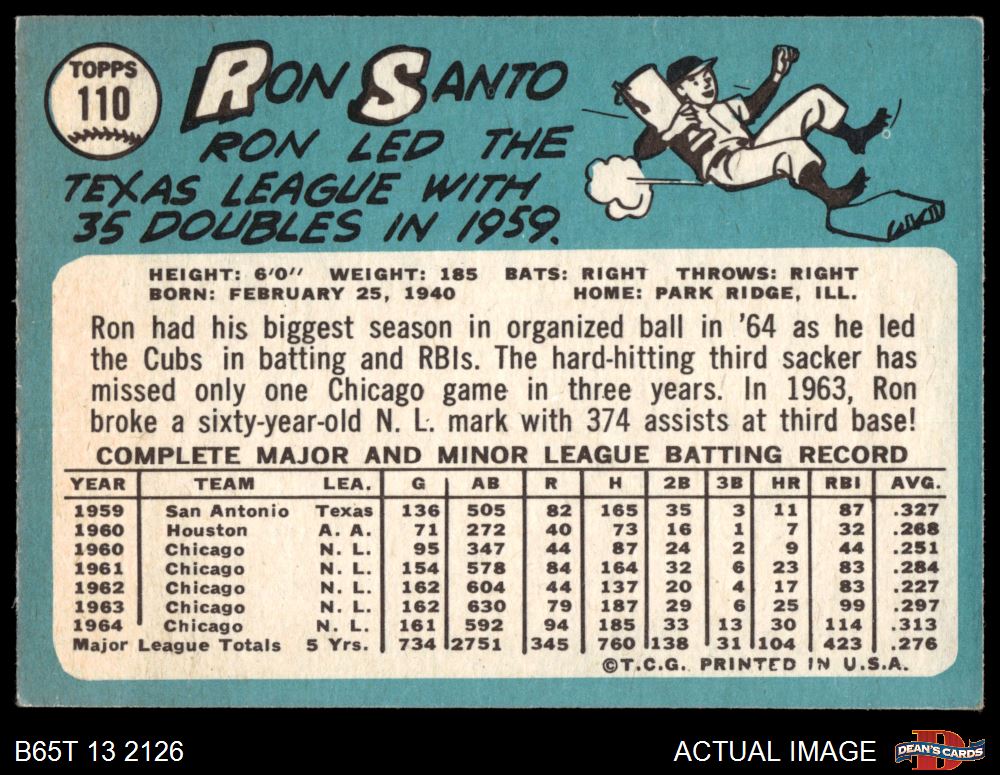 TOPPS
110
RON SANTO
RON LED THE
TEXAS LEAGUE WITH
35 DOUBLES IN 1959.
HEIGHT: 6'0" WEIGHT: 185 BATS: RIGHT THROWS: RIGHT
BORN: FEBRUARY 25, 1940 HOME: PARK RIDGE, ILL.
Ron had his biggest season in organized ball in '64 as he led
the Cubs in batting and RBIs. The hard-hitting third sacker has
missed only one Chicago game in three years. In 1963, Ron
broke a sixty-year-old N. L. mark with 374 assists at third base!
COMPLETE MAJOR AND MINOR LEAGUE BATTING RECORD
YEAR TEAM LEA. G AB R H 2B 3B HR RBI AVG.
1959 San Antonio Texas 136 505 82 165 35 3 11 87 .327
1960 Houston A. A. 71 272 40 73 16 1 7 32 .268
1960 Chicago N. L. 95 347 44 87 24 2 9 44 .251
1961 Chicago N. L. 154 578 84 164 32 6 23 83 .284
1962 Chicago N. L. 162 604 44 137 20 4 17 83 .227
1963 Chicago N. L. 162 630 79 187 29 6 25 99 .297
1964 Chicago N. L. 161 592 94 185 33 13 30 114 .313
Major League Totals 5 Yrs. 734 2751 345 760 138 31 104 423 .276
©T.C.G. PRINTED IN U.S.A.
B65T 13 2126 ACTUAL IMAGE DEAN'S CARDS